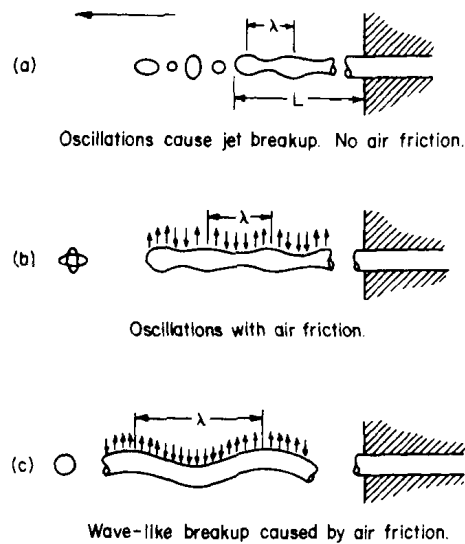 λ
(a)
L
Oscillations cause jet breakup. No air friction.
λ
(b)
Oscillations with air friction.
λ
(c)
Wave-like breakup caused by air friction.